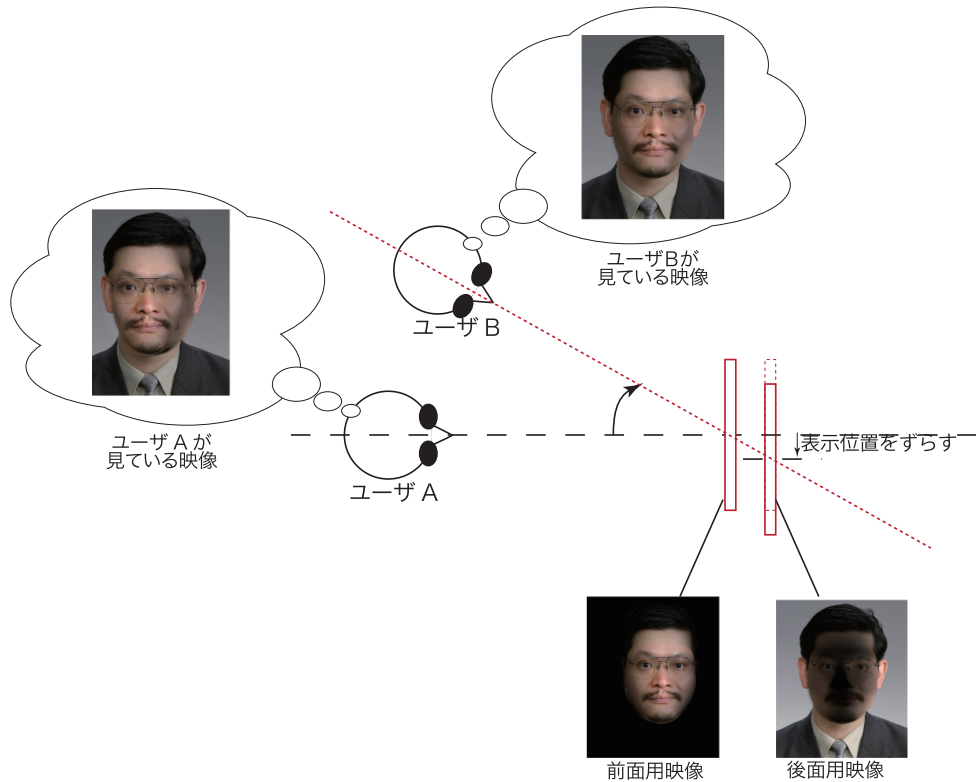 ユーザBが
見ている映像
ユーザ B
ユーザ A が
見ている映像
ユーザ A
表示位置をずらす
前面用映像
後面用映像